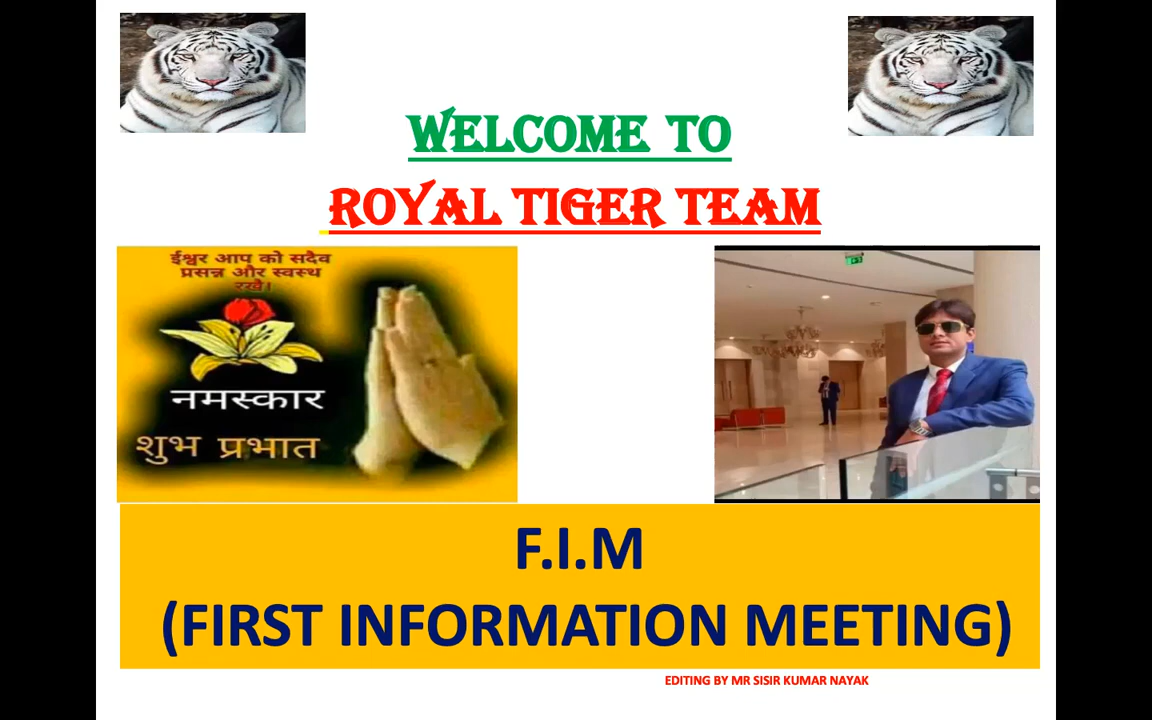 WELCOME TO
ROYAL TIGER TEAM
ईश्वर आप को सदैव
प्रसन्न और स्वस्थ
रखे।
नमस्कार
शुभ प्रभात
F.I.M
(FIRST INFORMATION MEETING)
EDITING BY MR SISIR KUMAR NAYAK